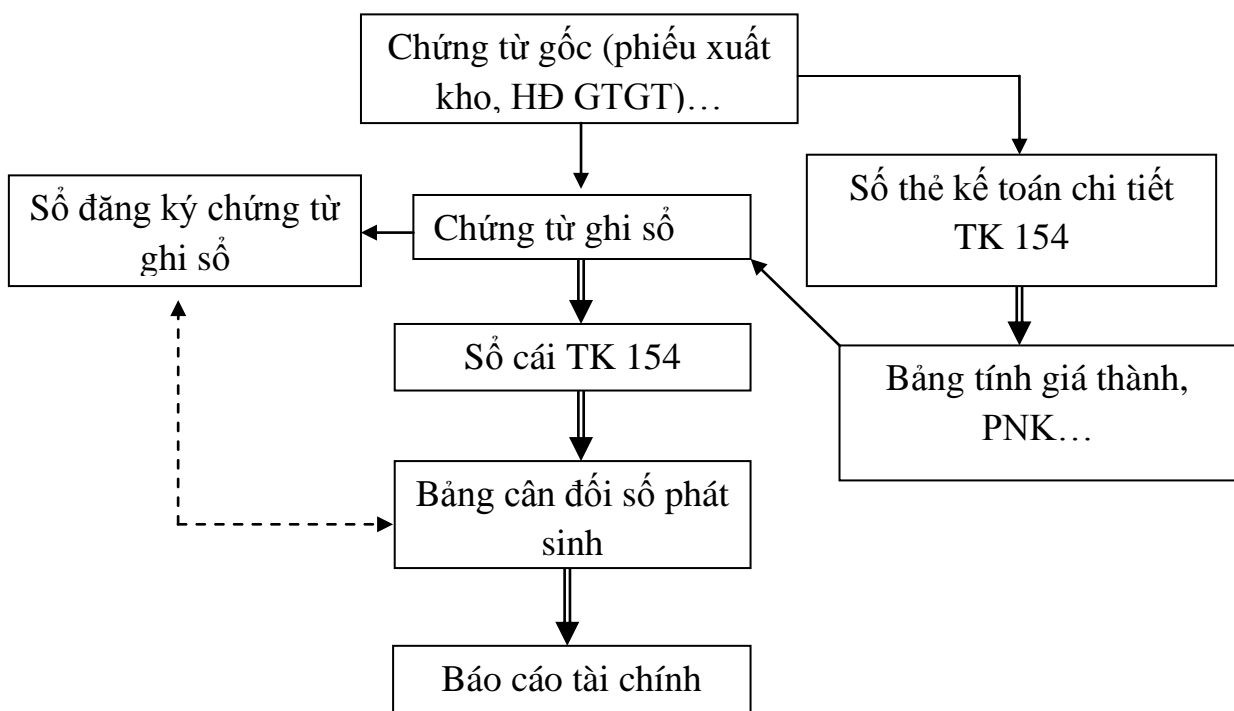 Chứng từ gốc (phiếu xuất
kho, HĐ GTGT)…
Số thẻ kế toán chi tiết
TK 154
Sổ đăng ký chứng từ
ghi sổ
Chứng từ ghi sổ
Sổ cái TK 154
Bảng tính giá thành,
PNK…
Bảng cân đối số phát
sinh
Báo cáo tài chính